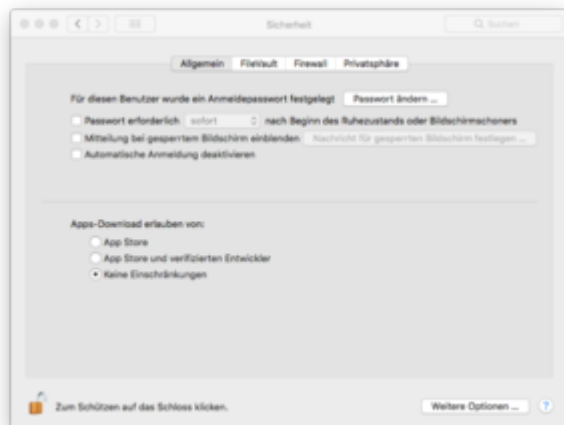 Sicherheit
Suchen
Allgemein FileVault Firewall Privatsphäre
Für diesen Benutzer wurde ein Anmeldepasswort festgelegt Passwort ändern ...
Passwort erforderlich sofort nach Beginn des Ruhezustands oder Bildschirmschoners
Mitteilung bei gesperrtem Bildschirm einblenden Nachricht für gesperrten Bildschirm festlegen ...
Automatische Anmeldung deaktivieren
Apps-Download erlauben von:
App Store
App Store und verifizierten Entwickler
Keine Einschränkungen
Zum Schützen auf das Schloss klicken.
Weitere Optionen ... ?